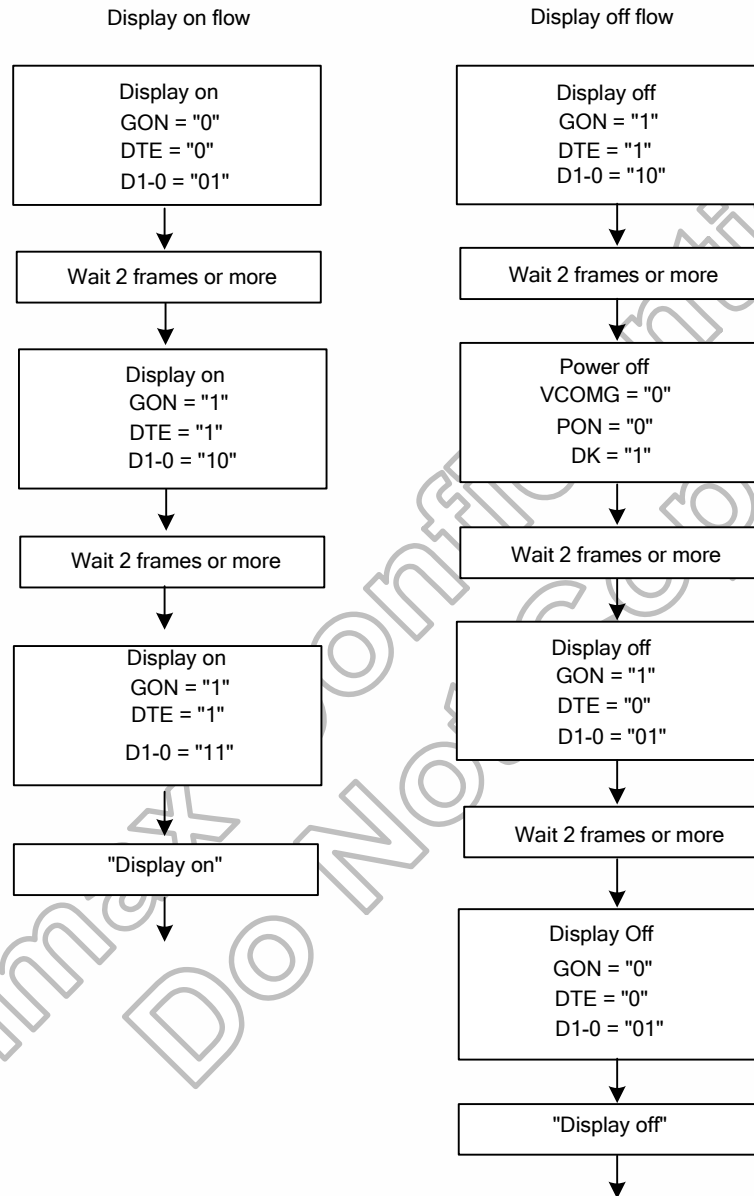 Display on flow
Display on
GON = "0"
DTE = "0"
D1-0 = "01"
Wait 2 frames or more
Display on
GON = "1"
DTE = "1"
D1-0 = "10"
Wait 2 frames or more
Display on
GON = "1"
DTE = "1"
D1-0 = "11"
"Display on"
Display off flow
Display off
GON = "1"
DTE = "1"
D1-0 = "10"
Wait 2 frames or more
Power off
VCOMG = "0"
PON = "0"
DK = "1"
Wait 2 frames or more
Display off
GON = "1"
DTE = "0"
D1-0 = "01"
Wait 2 frames or more
Display Off
GON = "0"
DTE = "0"
D1-0 = "01"
"Display off"
Do Not